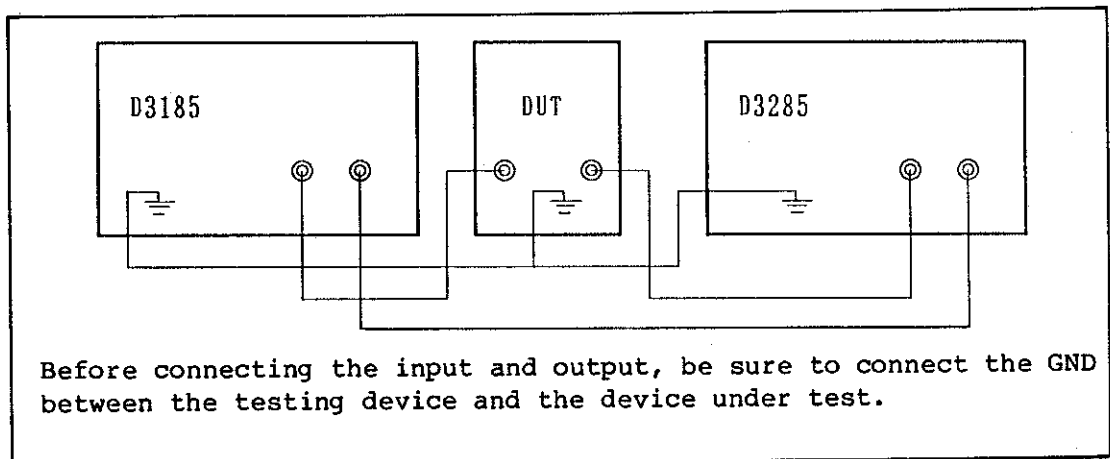 D3185
DUT
D3285
Before connecting the input and output, be sure to connect the GND
between the testing device and the device under test.